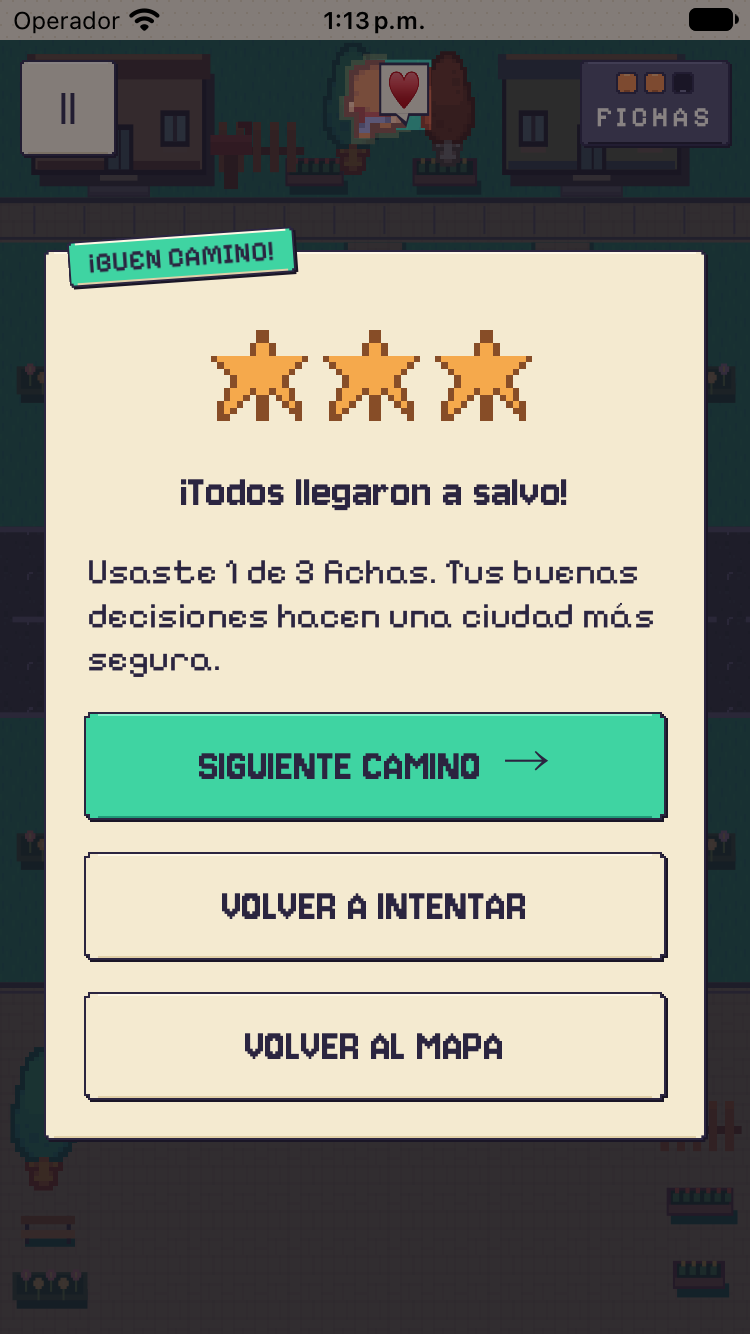 Operador
1:13 p.m.
FICHAS
¡BUEN CAMINO!
¡Todos llegaron a salvo!
Usaste 1 de 3 fichas. Tus buenas
decisiones hacen una ciudad más
segura.
SIGUIENTE CAMINO →
VOLVER A INTENTAR
VOLVER AL MAPA